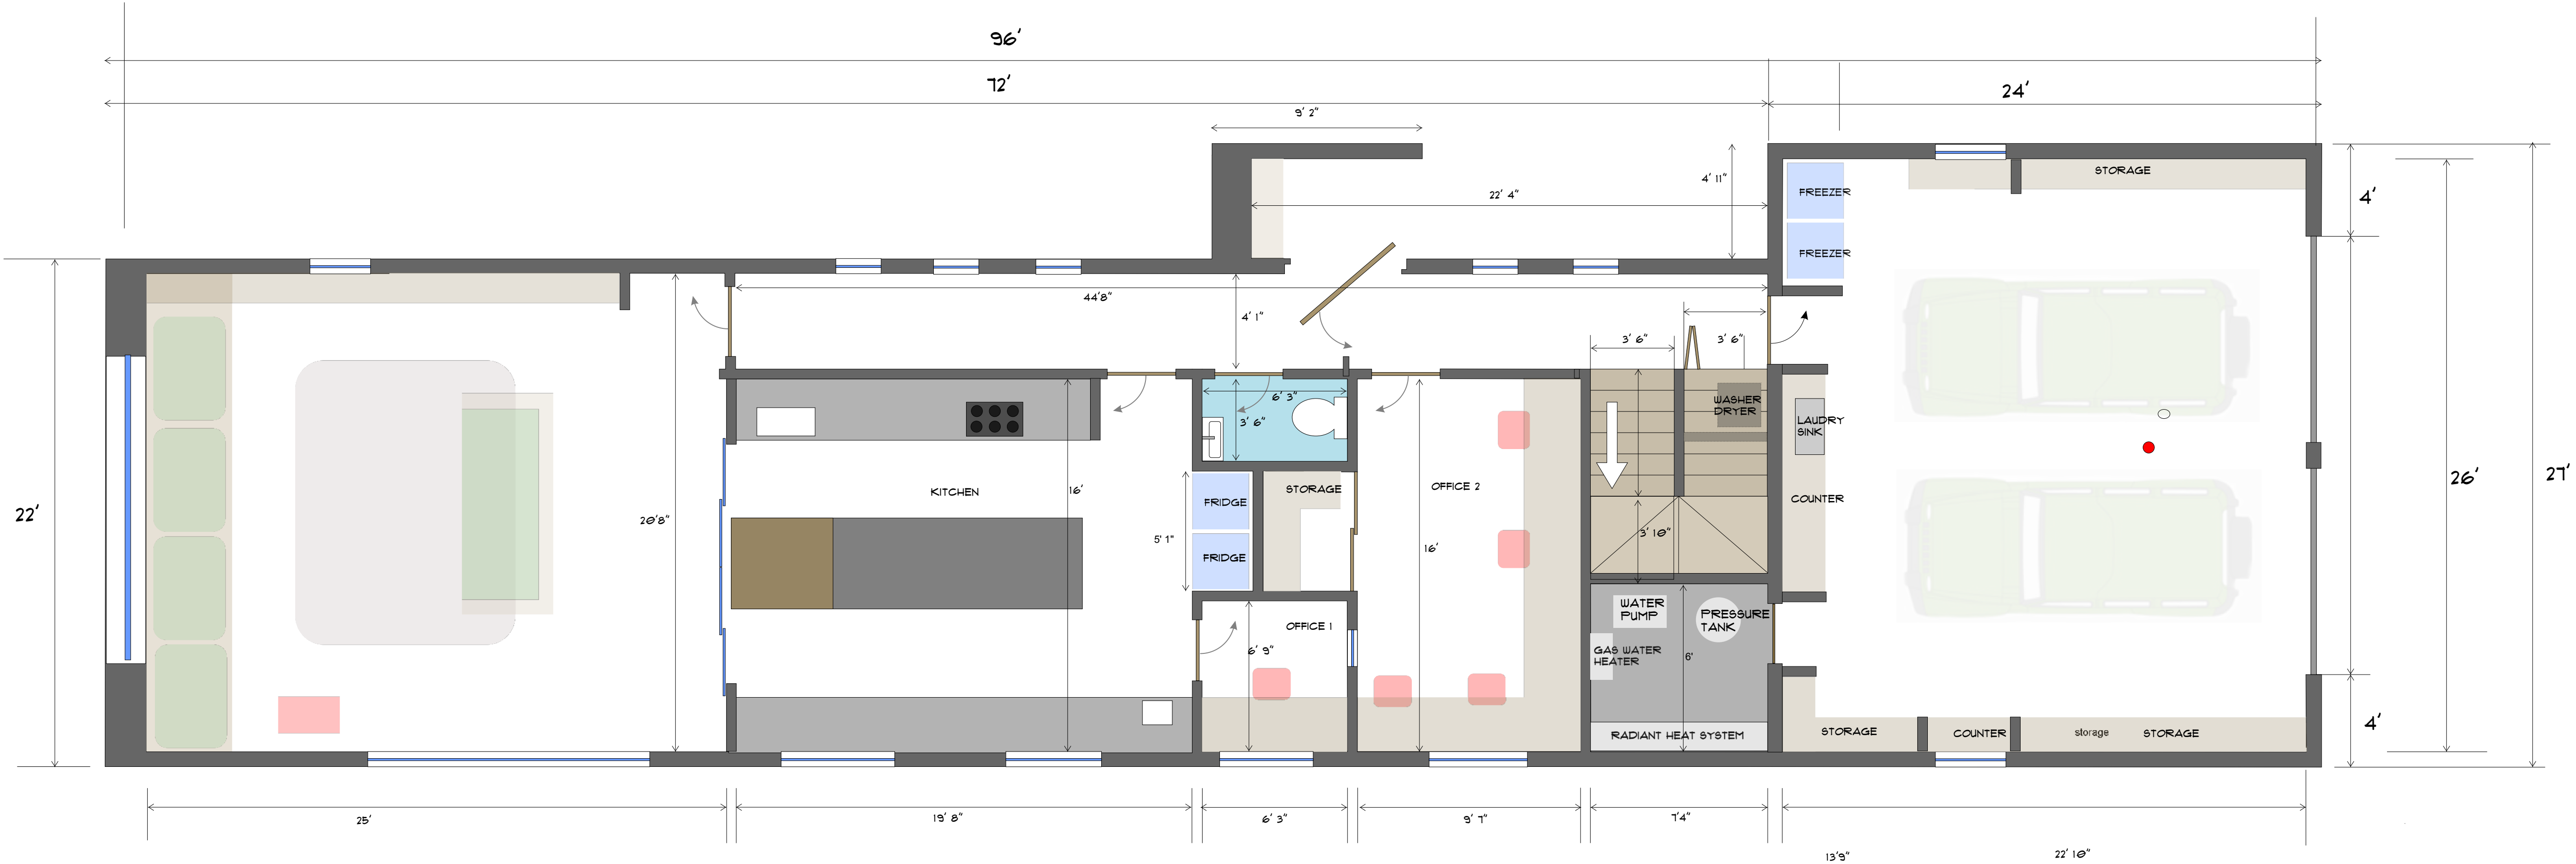 96'
72'
24'
9' 2"
4' 11"
22' 4"
STORAGE
FREEZER
FREEZER
4'
44'8"
4' 1"
3' 6"
3' 6"
6' 3"
3' 6"
WASHER
DRYER
LAUDRY
SINK
22'
20'8"
KITCHEN
16'
FRIDGE
STORAGE
OFFICE 2
COUNTER
26'
27'
5' 1"
FRIDGE
16'
3' 10"
OFFICE 1
6' 9"
WATER
PUMP
PRESSURE
TANK
GAS WATER
HEATER
6'
RADIANT HEAT SYSTEM
STORAGE
COUNTER
storage
STORAGE
4'
25'
19' 8"
6' 3"
9' 7"
7'4"
13'9"
22' 10"